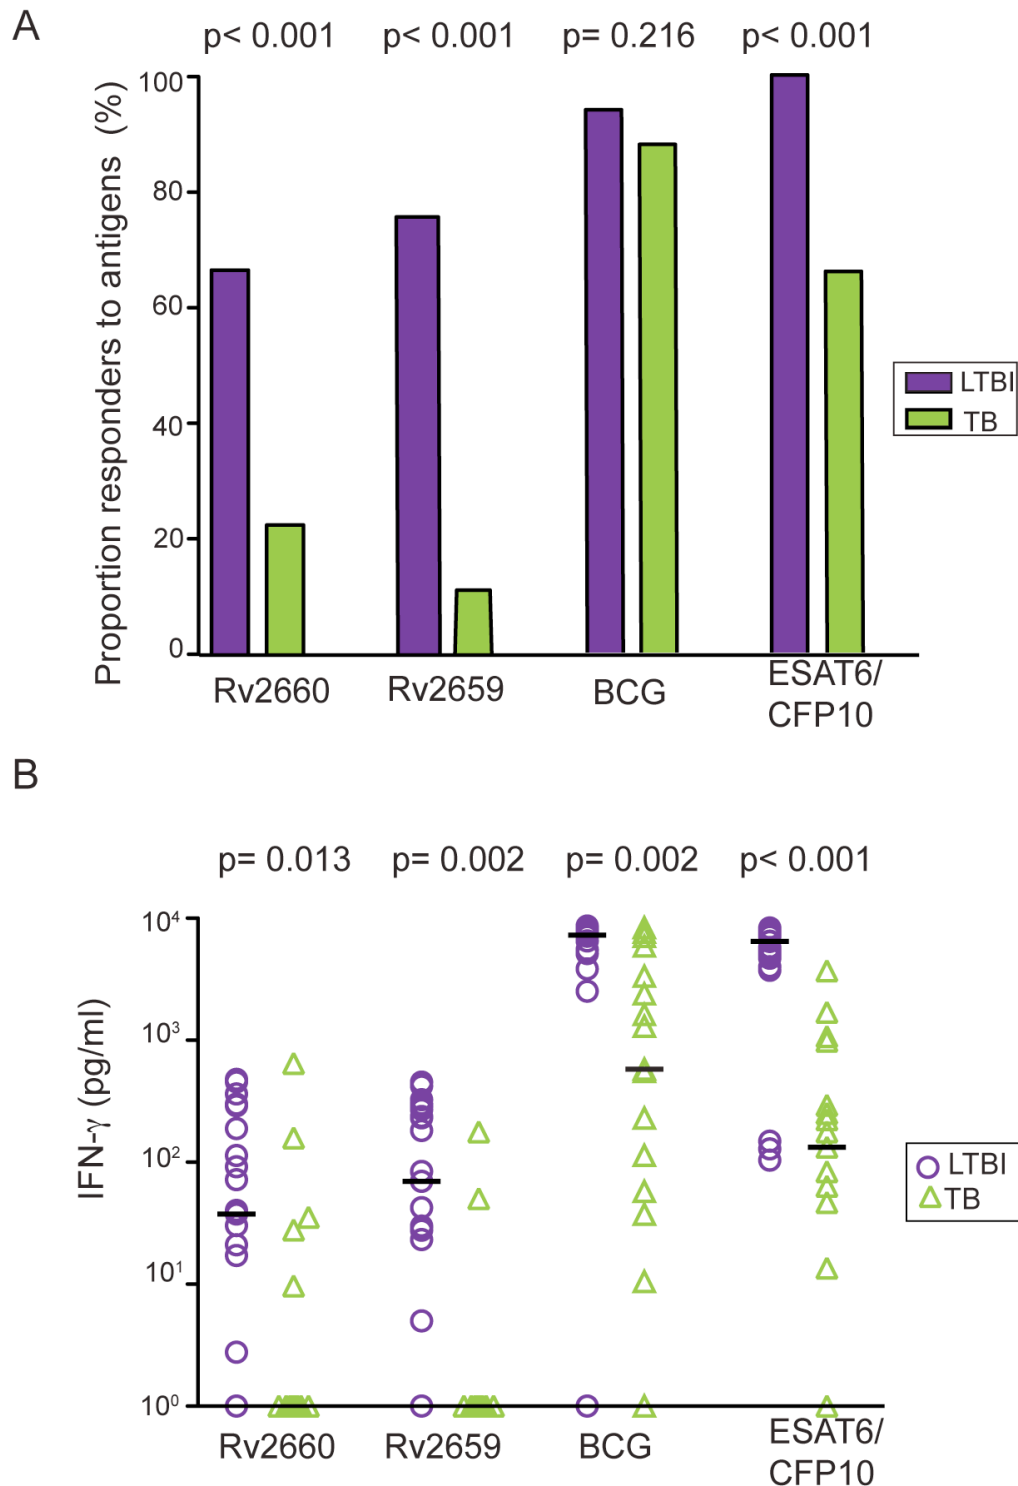 A
p< 0.001 p< 0.001 p= 0.216 p< 0.001
Proportion responders to antigens (%)
100
80
60
40
20
0
LTBI
TB
Rv2660 Rv2659 BCG ESAT6/
CFP10
B
p= 0.013 p= 0.002 p= 0.002 p< 0.001
IFN-γ (pg/ml)
10⁴
10³
10²
10¹
10⁰
LTBI
TB
Rv2660 Rv2659 BCG ESAT6/
CFP10